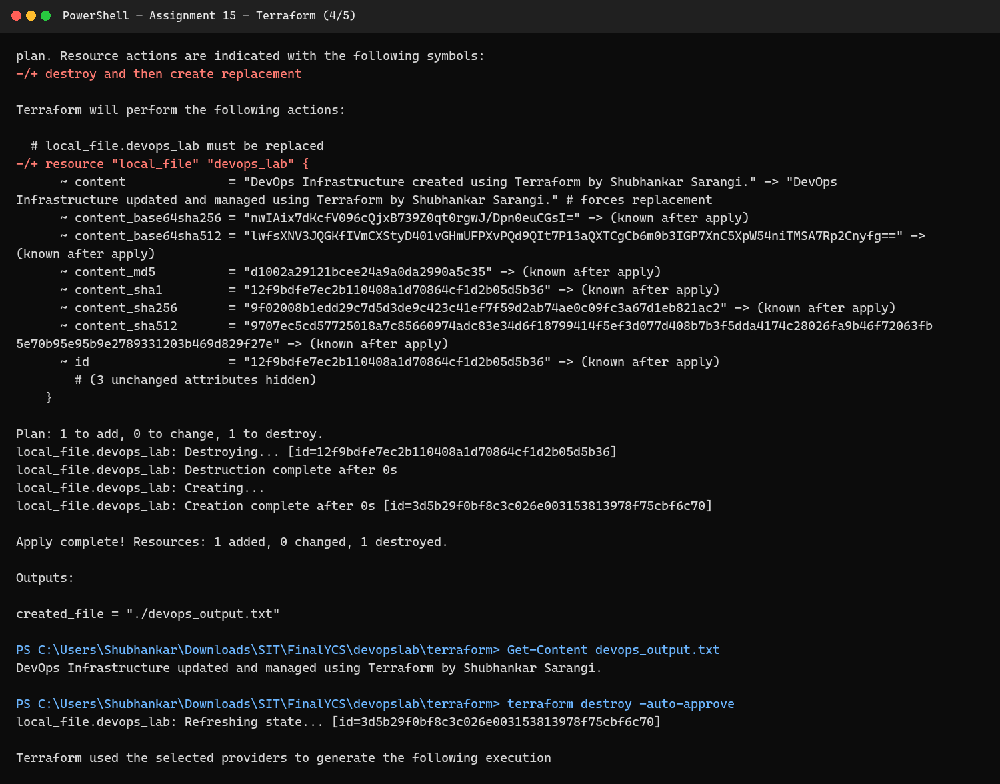 PowerShell — Assignment 15 - Terraform (4/5)
plan. Resource actions are indicated with the following symbols:
-/+ destroy and then create replacement
Terraform will perform the following actions:
# local_file.devops_lab must be replaced
-/+ resource "local_file" "devops_lab" {
~ content = "DevOps Infrastructure created using Terraform by Shubhankar Sarangi." -> "DevOps
Infrastructure updated and managed using Terraform by Shubhankar Sarangi." # forces replacement
~ content_base64sha256 = "nwIAix7dKcfV096cQjxB739Z0qt0rgwJ/Dpn0euCGsI=" -> (known after apply)
~ content_base64sha512 = "lwfsXNV3JQGKfIVmCXStyD401vGHmUFPXvPQd9QIt7P13aQXTCgCb6m0b3IGP7XnC5XpW54niTMSA7Rp2Cnyfg==" ->
(known after apply)
~ content_md5 = "d1002a29121bcee24a9a0da2990a5c35" -> (known after apply)
~ content_sha1 = "12f9bdfe7ec2b110408a1d70864cf1d2b05d5b36" -> (known after apply)
~ content_sha256 = "9f02008b1edd29c7d5d3de9c423c41ef7f59d2ab74ae0c09fc3a67d1eb821ac2" -> (known after apply)
~ content_sha512 = "9707ec5cd57725018a7c85660974adc83e34d6f18799414f5ef3d077d408b7b3f5dda4174c28026fa9b46f72063fb
5e70b95e95b9e2789331203b469d829f27e" -> (known after apply)
~ id = "12f9bdfe7ec2b110408a1d70864cf1d2b05d5b36" -> (known after apply)
# (3 unchanged attributes hidden)
}
Plan: 1 to add, 0 to change, 1 to destroy.
local_file.devops_lab: Destroying... [id=12f9bdfe7ec2b110408a1d70864cf1d2b05d5b36]
local_file.devops_lab: Destruction complete after 0s
local_file.devops_lab: Creating...
local_file.devops_lab: Creation complete after 0s [id=3d5b29f0bf8c3c026e003153813978f75cbf6c70]
Apply complete! Resources: 1 added, 0 changed, 1 destroyed.
Outputs:
created_file = "./devops_output.txt"
PS C:\Users\Shubhankar\Downloads\SIT\FinalYCS\devopslab\terraform> Get-Content devops_output.txt
DevOps Infrastructure updated and managed using Terraform by Shubhankar Sarangi.
PS C:\Users\Shubhankar\Downloads\SIT\FinalYCS\devopslab\terraform> terraform destroy -auto-approve
local_file.devops_lab: Refreshing state... [id=3d5b29f0bf8c3c026e003153813978f75cbf6c70]
Terraform used the selected providers to generate the following execution